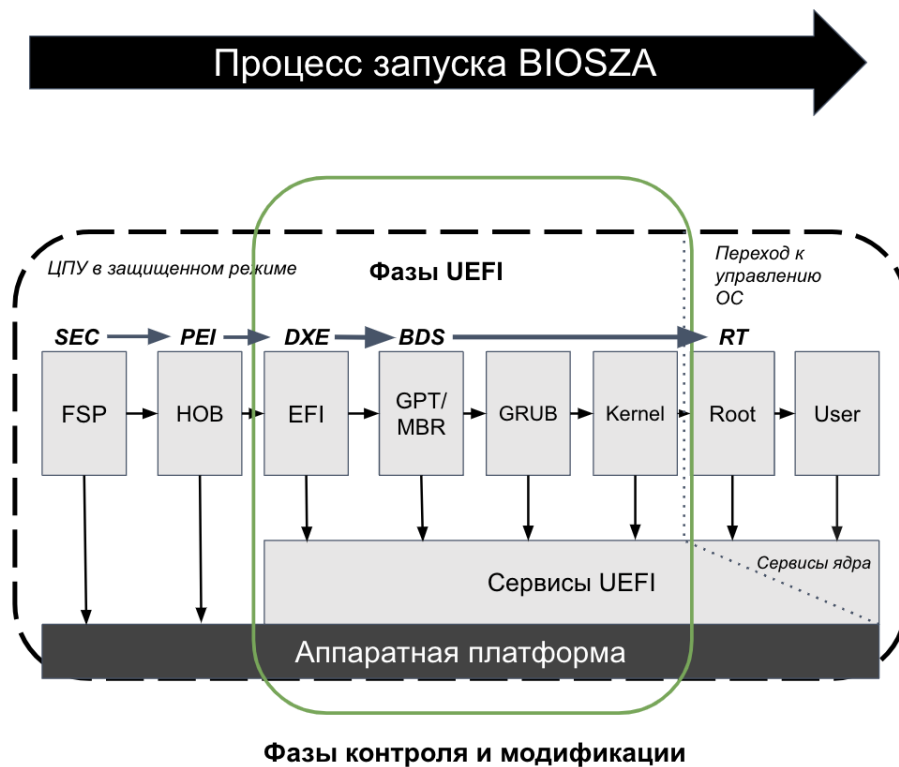 Процесс запуска BIOSZA
ЦПУ в защищенном режиме
Фазы UEFI
Переход к
управлению
ОС
SEC
PEI
DXE
BDS
RT
FSP
HOB
EFI
GPT/
MBR
GRUB
Kernel
Root
User
Сервисы ядра
Сервисы UEFI
Аппаратная платформа
Фазы контроля и модификации